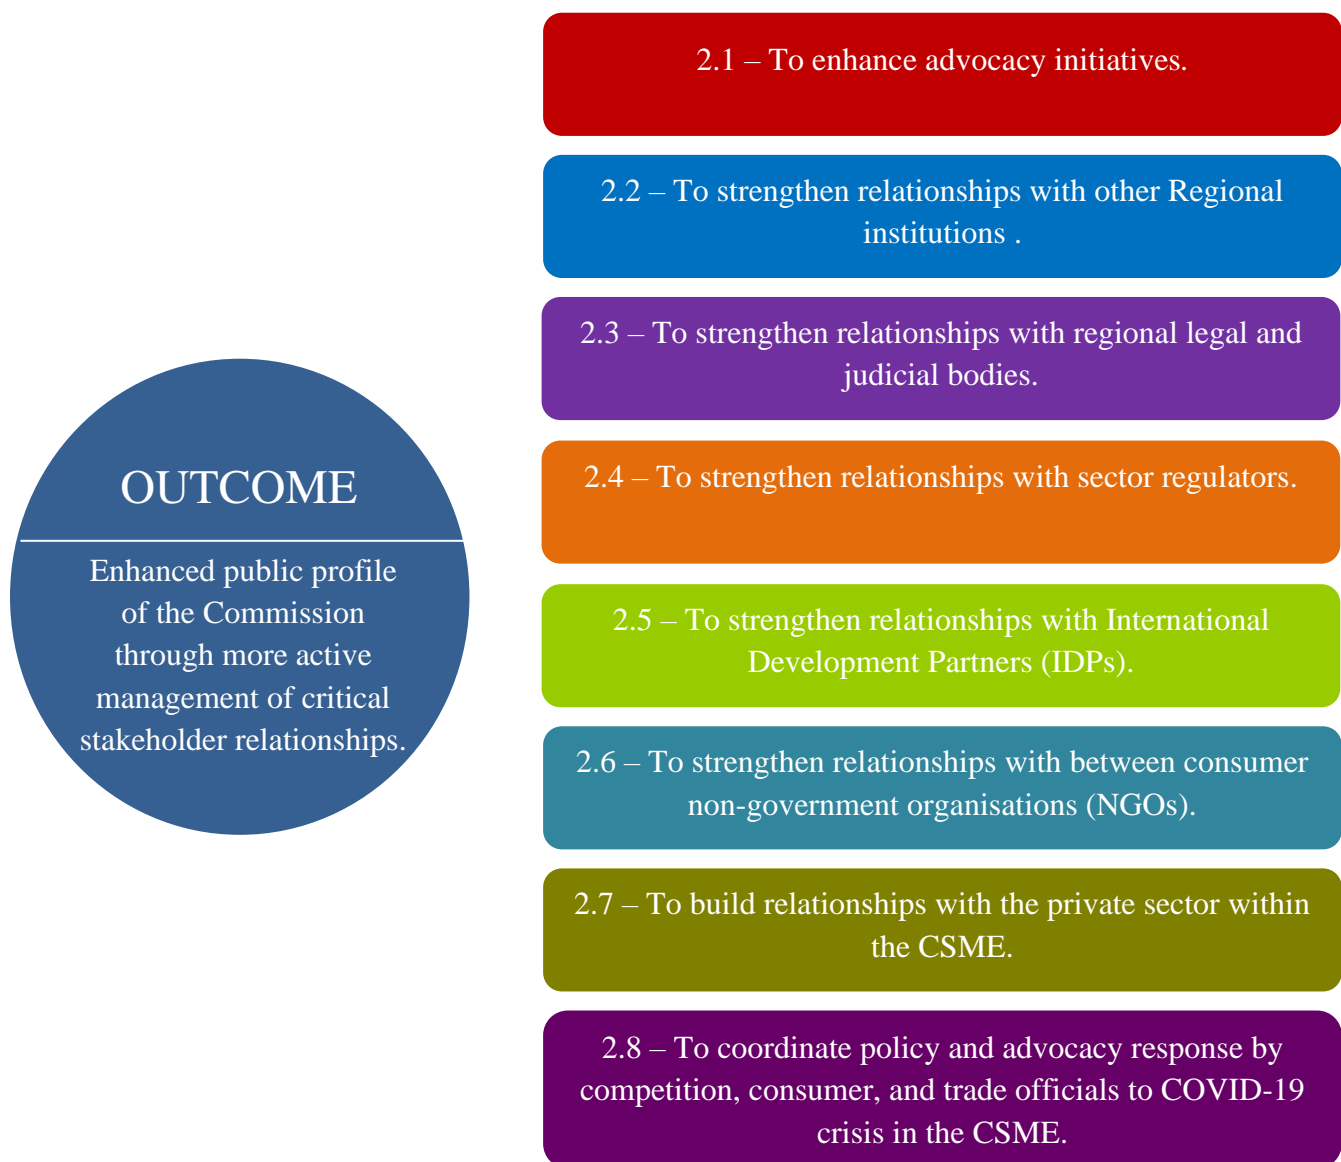 2.1 – To enhance advocacy initiatives.
2.2 – To strengthen relationships with other Regional
institutions .
2.3 – To strengthen relationships with regional legal and
judicial bodies.
2.4 – To strengthen relationships with sector regulators.
OUTCOME
Enhanced public profile
of the Commission
through more active
management of critical
stakeholder relationships.
2.5 – To strengthen relationships with International
Development Partners (IDPs).
2.6 – To strengthen relationships with between consumer
non-government organisations (NGOs).
2.7 – To build relationships with the private sector within
the CSME.
2.8 – To coordinate policy and advocacy response by
competition, consumer, and trade officials to COVID-19
crisis in the CSME.